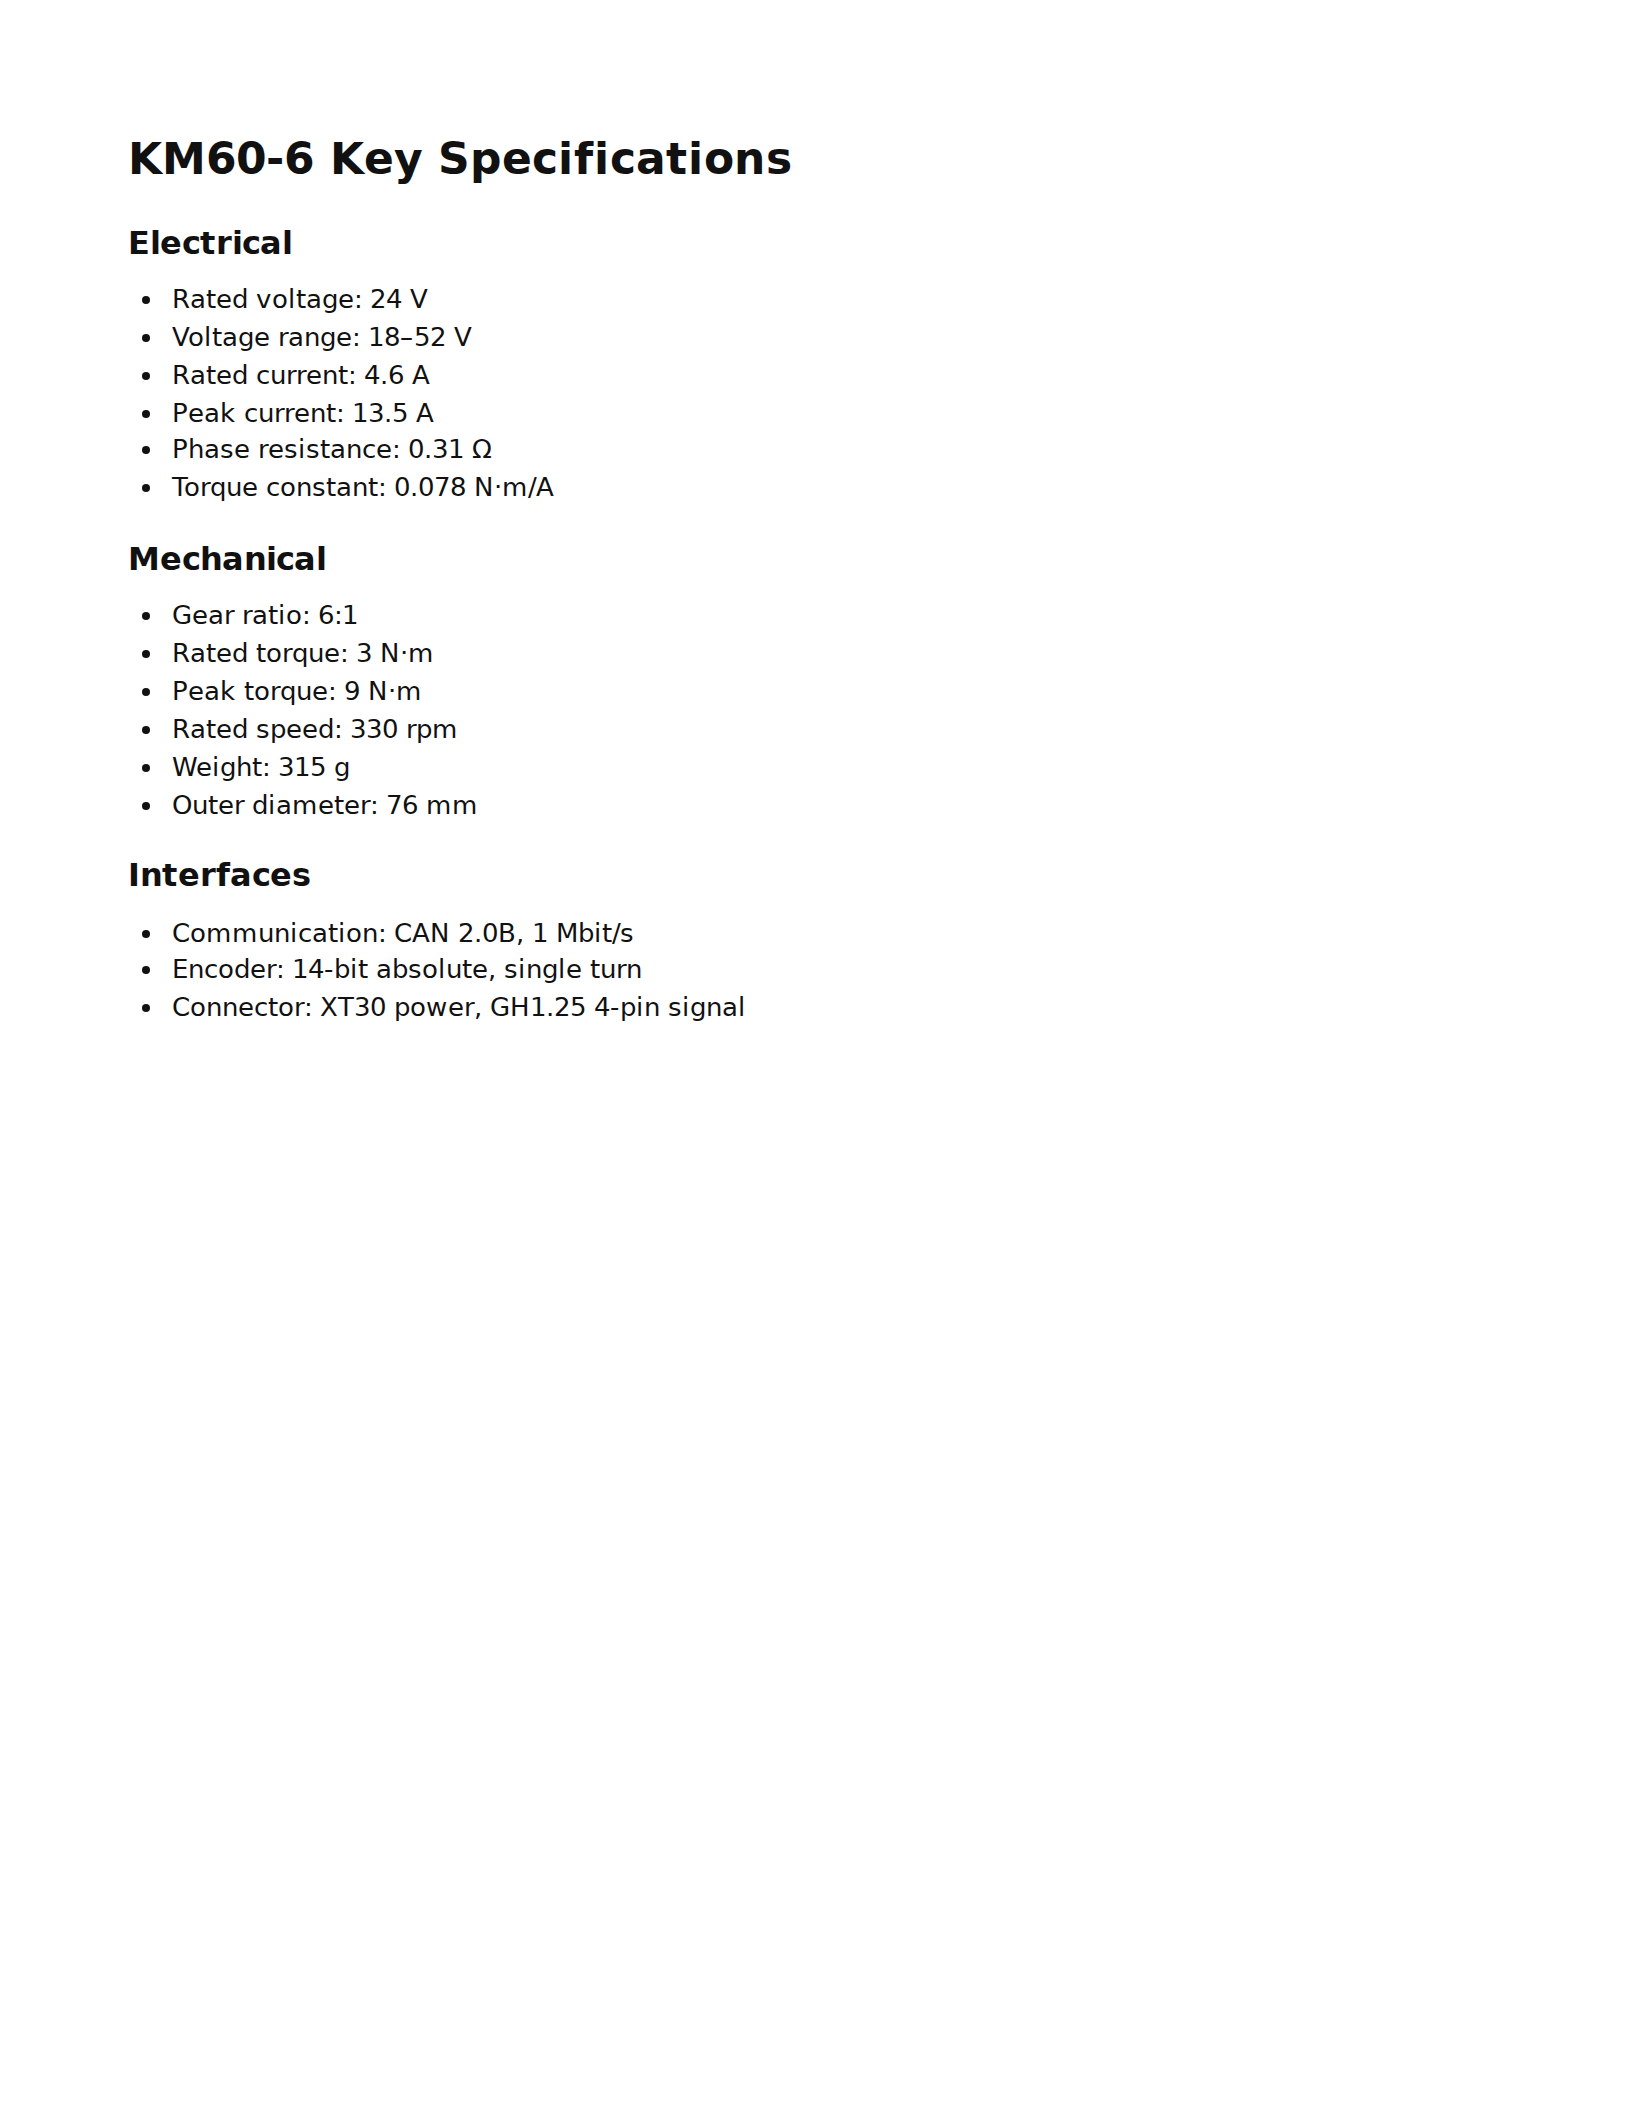 KM60-6 Key Specifications
Electrical
• Rated voltage: 24 V
• Voltage range: 18–52 V
• Rated current: 4.6 A
• Peak current: 13.5 A
• Phase resistance: 0.31 Ω
• Torque constant: 0.078 N·m/A
Mechanical
• Gear ratio: 6:1
• Rated torque: 3 N·m
• Peak torque: 9 N·m
• Rated speed: 330 rpm
• Weight: 315 g
• Outer diameter: 76 mm
Interfaces
• Communication: CAN 2.0B, 1 Mbit/s
• Encoder: 14-bit absolute, single turn
• Connector: XT30 power, GH1.25 4-pin signal